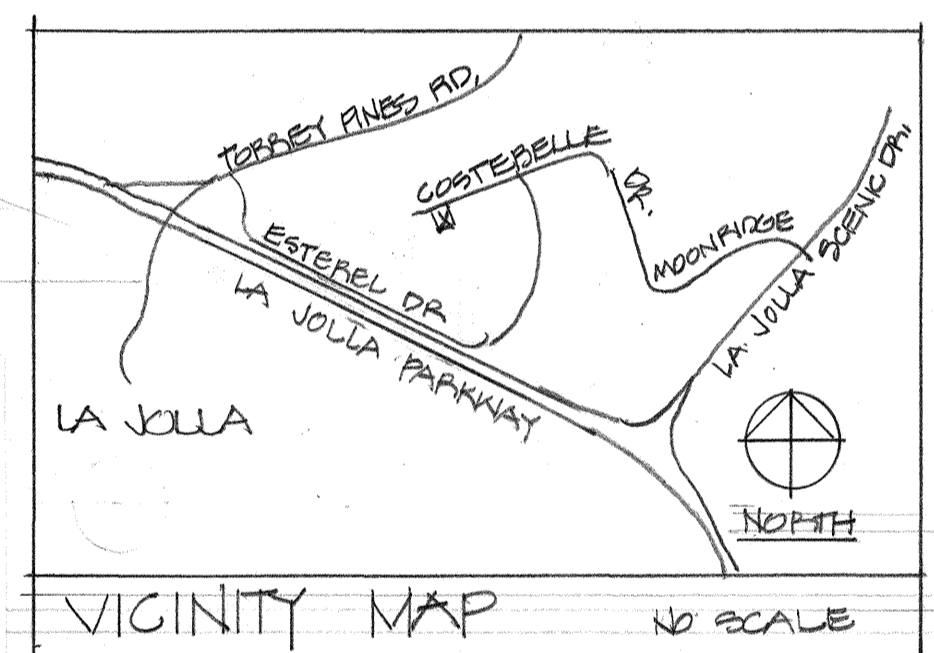 TORREY PINES RD,
COSTEBELLE
DR.
MOONRIDGE
LA JOLLA SCENIC DR,
ESTEREL DR
LA JOLLA PARKWAY
LA JOLLA
NORTH
VICINITY MAP
NO SCALE